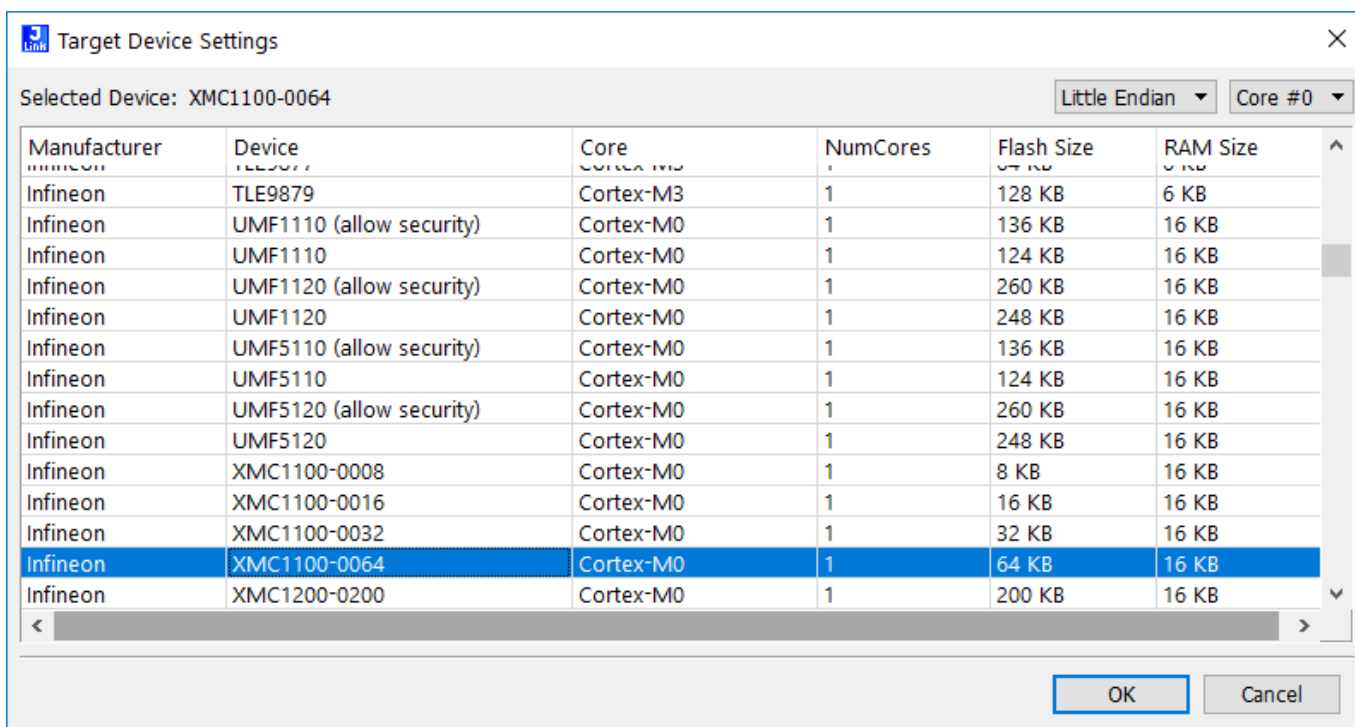 J Link Target Device Settings
Selected Device: XMC1100-0064 Little Endian Core #0
Manufacturer Device Core NumCores Flash Size RAM Size
Infineon TLE9879 Cortex-M3 1 128 KB 6 KB
Infineon UMF1110 (allow security) Cortex-M0 1 136 KB 16 KB
Infineon UMF1110 Cortex-M0 1 124 KB 16 KB
Infineon UMF1120 (allow security) Cortex-M0 1 260 KB 16 KB
Infineon UMF1120 Cortex-M0 1 248 KB 16 KB
Infineon UMF5110 (allow security) Cortex-M0 1 136 KB 16 KB
Infineon UMF5110 Cortex-M0 1 124 KB 16 KB
Infineon UMF5120 (allow security) Cortex-M0 1 260 KB 16 KB
Infineon UMF5120 Cortex-M0 1 248 KB 16 KB
Infineon XMC1100-0008 Cortex-M0 1 8 KB 16 KB
Infineon XMC1100-0016 Cortex-M0 1 16 KB 16 KB
Infineon XMC1100-0032 Cortex-M0 1 32 KB 16 KB
Infineon XMC1100-0064 Cortex-M0 1 64 KB 16 KB
Infineon XMC1200-0200 Cortex-M0 1 200 KB 16 KB
OK Cancel